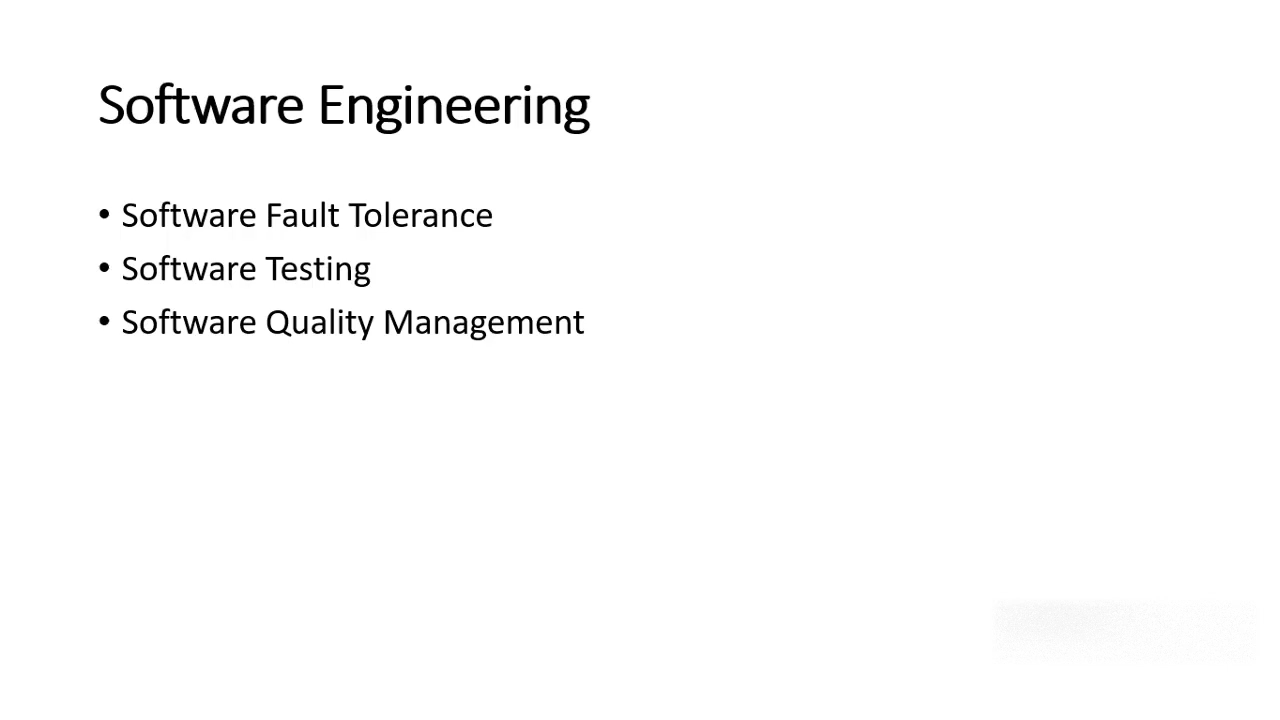 Software Engineering
• Software Fault Tolerance
• Software Testing
• Software Quality Management